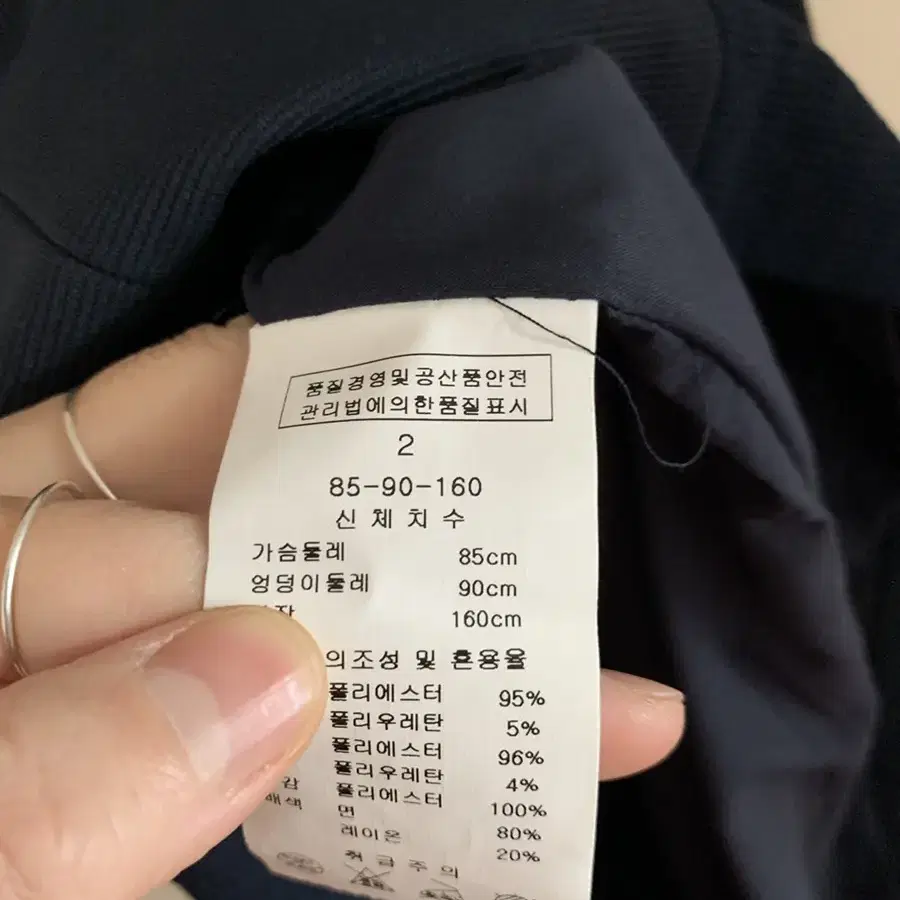 품질경영및공산품안전
관리법에의한품질표시
2
85-90-160
신체치수
가슴둘레 85cm
엉덩이둘레 90cm
160cm
의조성 및 혼용율
폴리에스터 95%
폴리우레탄 5%
폴리에스터 96%
폴리우레탄 4%
감 폴리에스터 100%
배색 면 80%
레이온 20%
취급주의